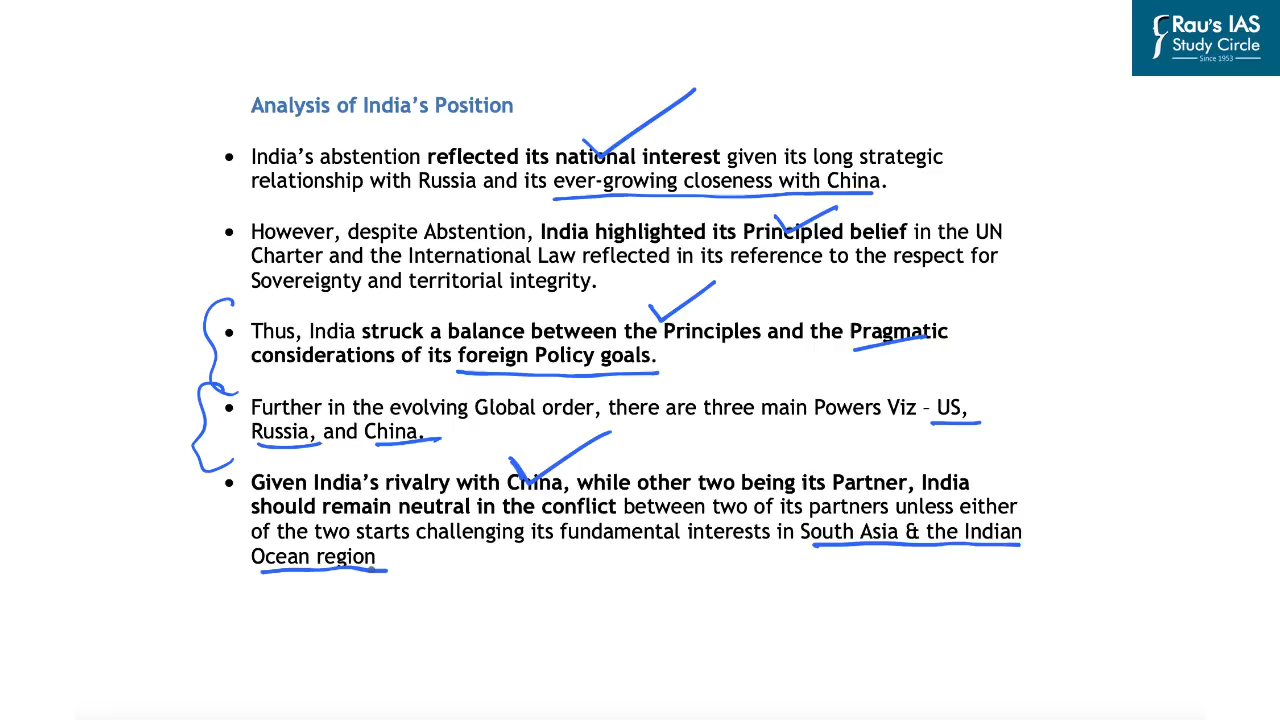 Rau's IAS
Study Circle
Since 1953
Analysis of India's Position
• India's abstention reflected its national interest given its long strategic
relationship with Russia and its ever-growing closeness with China.
• However, despite Abstention, India highlighted its Principled belief in the UN
Charter and the International Law reflected in its reference to the respect for
Sovereignty and territorial integrity.
• Thus, India struck a balance between the Principles and the Pragmatic
considerations of its foreign Policy goals.
• Further in the evolving Global order, there are three main Powers Viz – US,
Russia, and China.
• Given India's rivalry with China, while other two being its Partner, India
should remain neutral in the conflict between two of its partners unless either
of the two starts challenging its fundamental interests in South Asia & the Indian
Ocean region